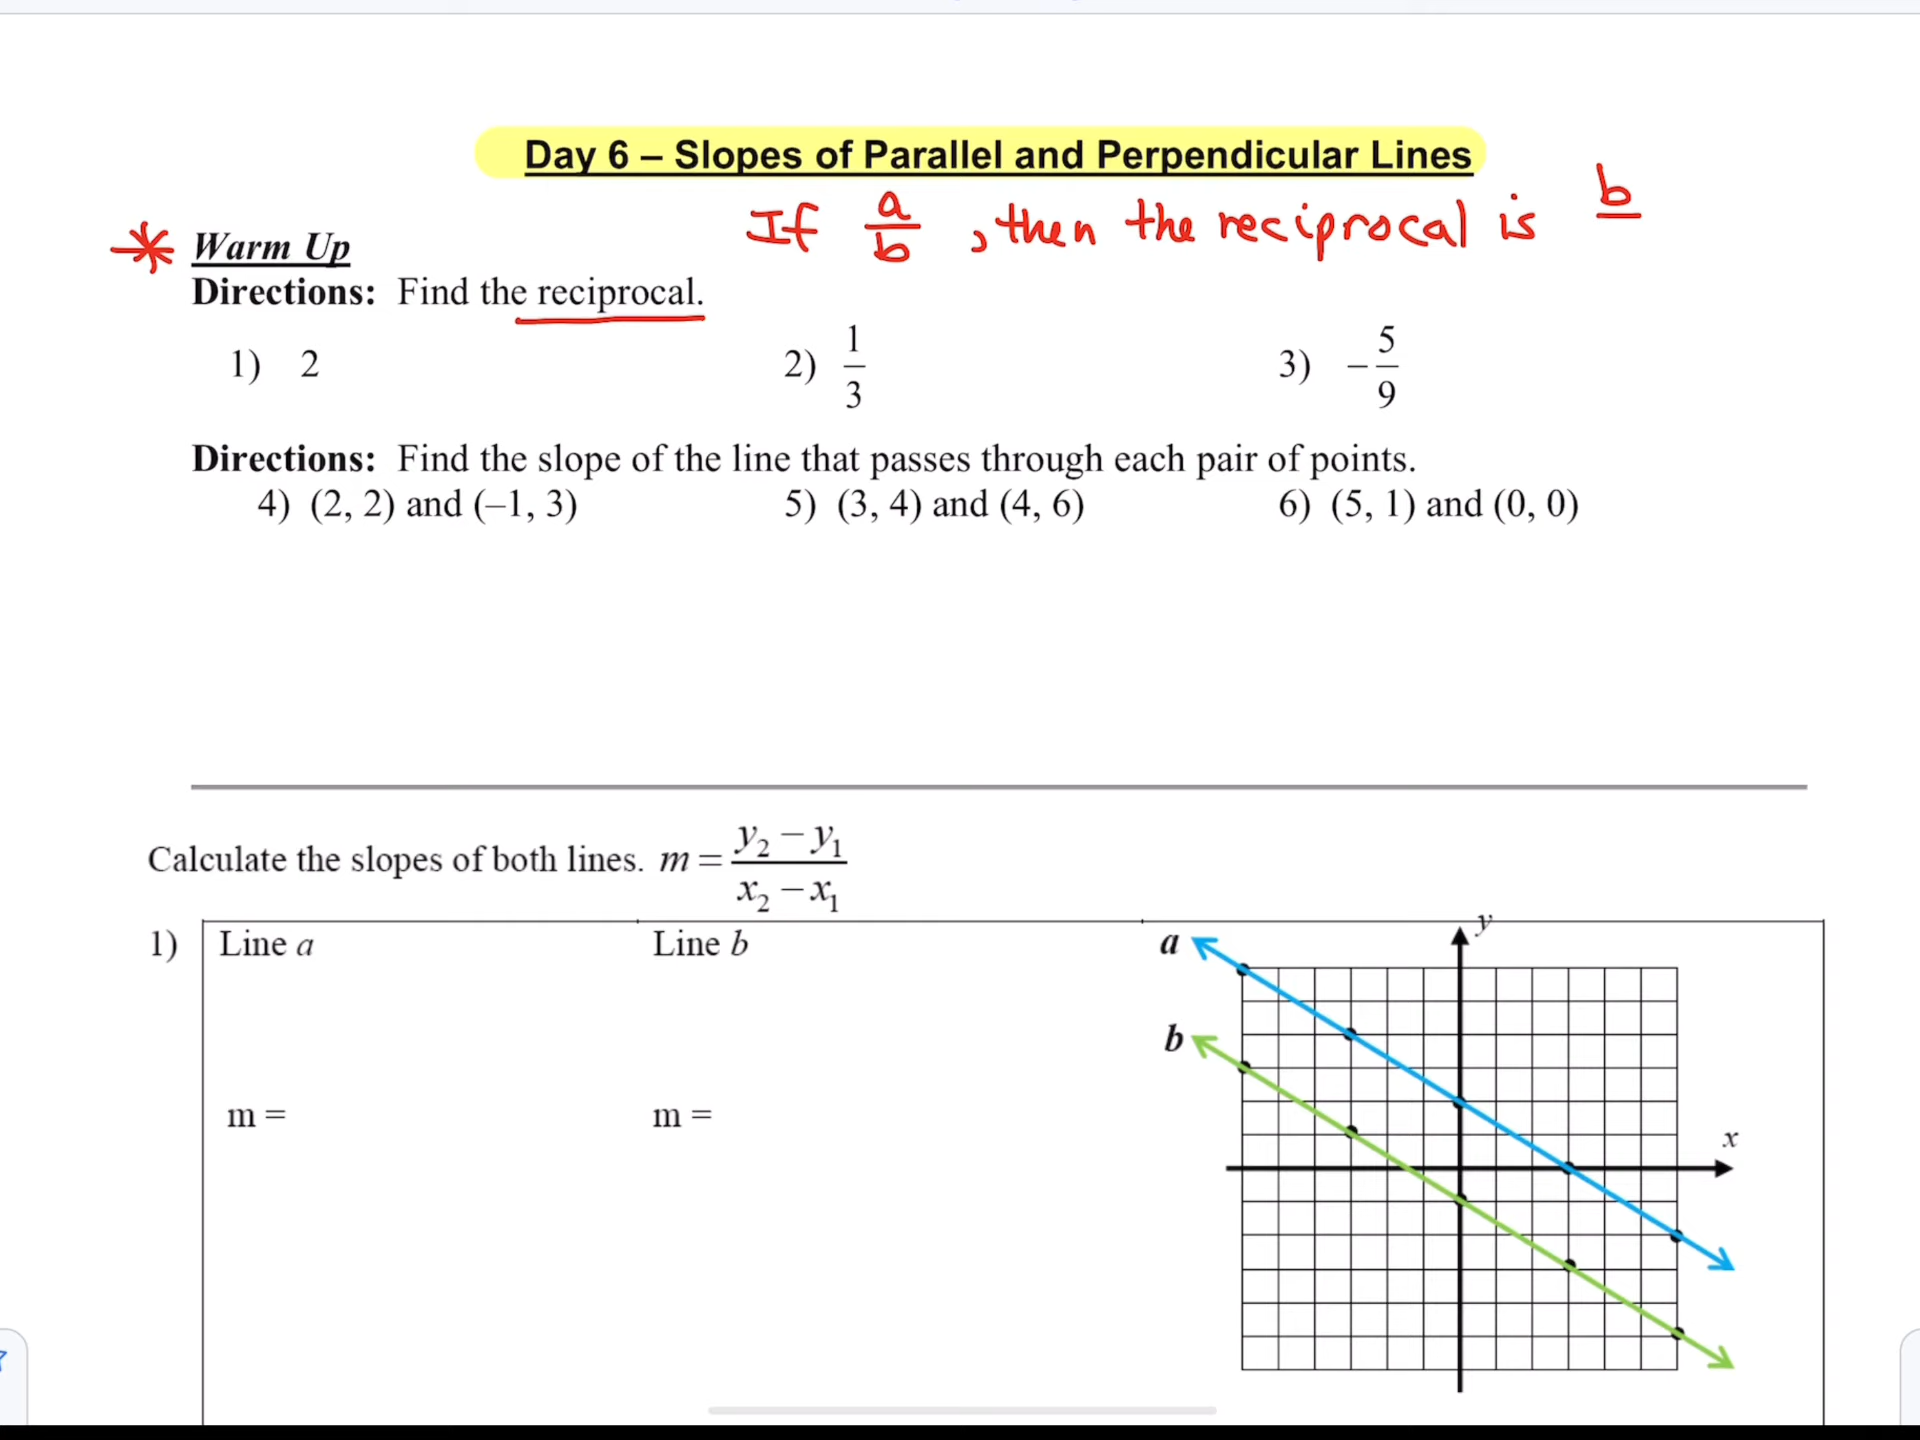 Day 6 – Slopes of Parallel and Perpendicular Lines
If a/b, then the reciprocal is b
* Warm Up
Directions: Find the reciprocal.
1) 2 2) 1/3 3) -5/9
Directions: Find the slope of the line that passes through each pair of points.
4) (2, 2) and (–1, 3) 5) (3, 4) and (4, 6) 6) (5, 1) and (0, 0)
Calculate the slopes of both lines. m = (y₂ − y₁)/(x₂ − x₁)
1) Line a Line b
m = m =
y
a
b
x